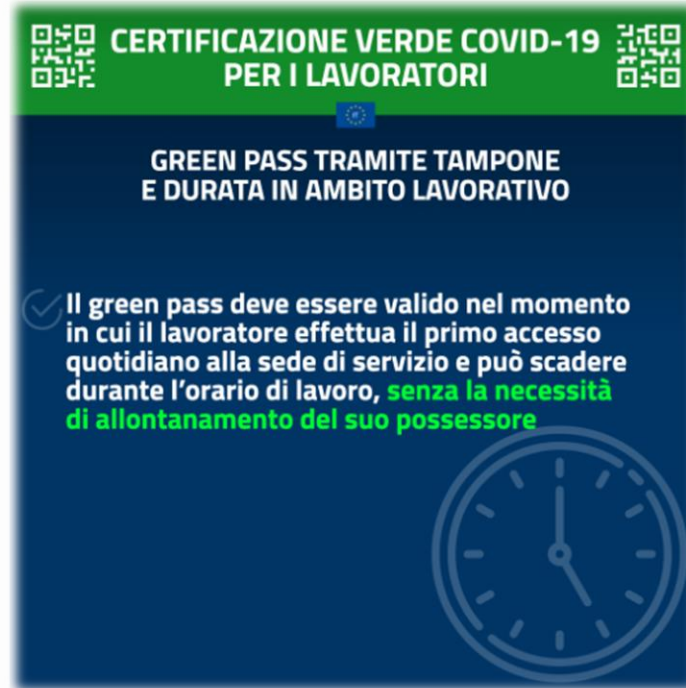 CERTIFICAZIONE VERDE COVID-19
PER I LAVORATORI
GREEN PASS TRAMITE TAMPONE
E DURATA IN AMBITO LAVORATIVO
Il green pass deve essere valido nel momento
in cui il lavoratore effettua il primo accesso
quotidiano alla sede di servizio e può scadere
durante l'orario di lavoro, senza la necessità
di allontanamento del suo possessore